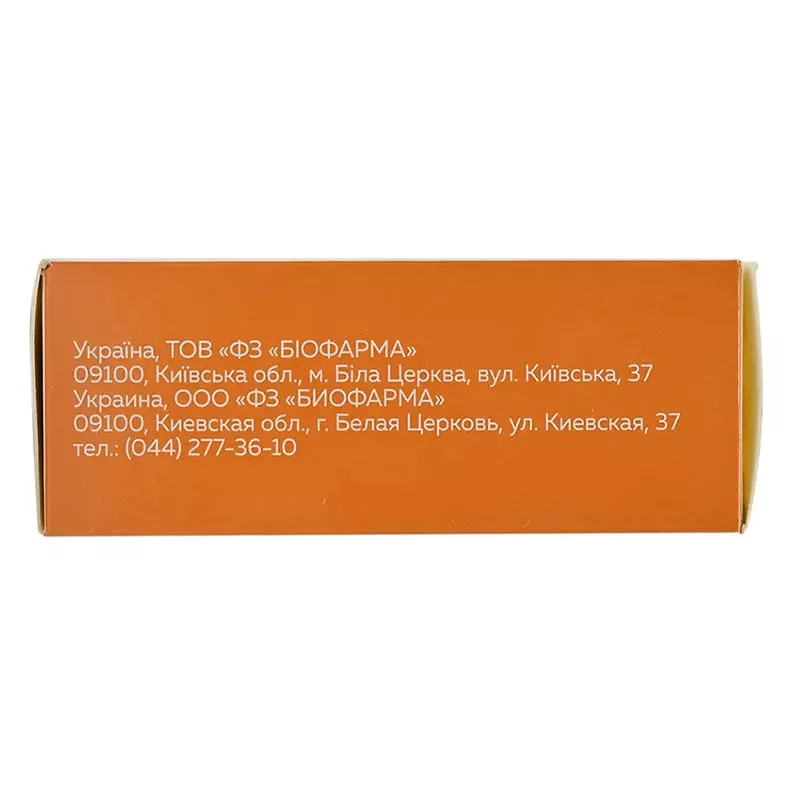 Україна, ТОВ «ФЗ «БІОФАРМА»
09100, Київська обл., м. Біла Церква, вул. Київська, 37
Украина, ООО «ФЗ «БИОФАРМА»
09100, Киевская обл., г. Белая Церковь, ул. Киевская, 37
тел.: (044) 277-36-10